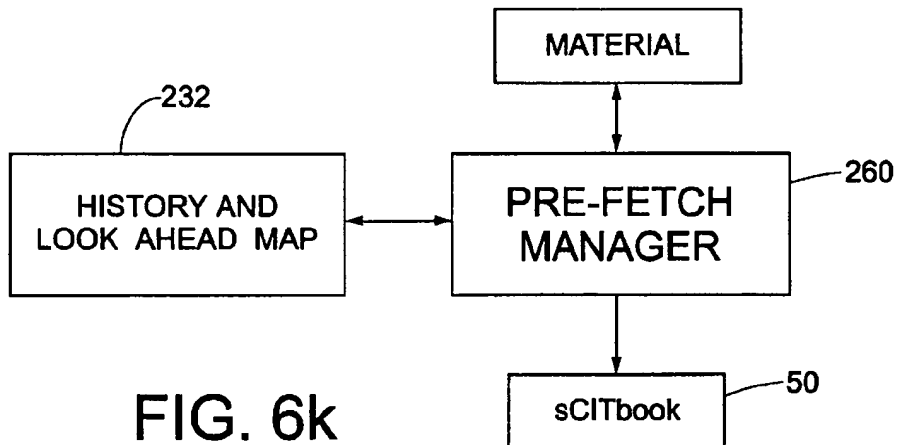 MATERIAL
232
HISTORY AND
LOOK AHEAD MAP
PRE-FETCH
MANAGER
260
50
sCITbook
FIG. 6k